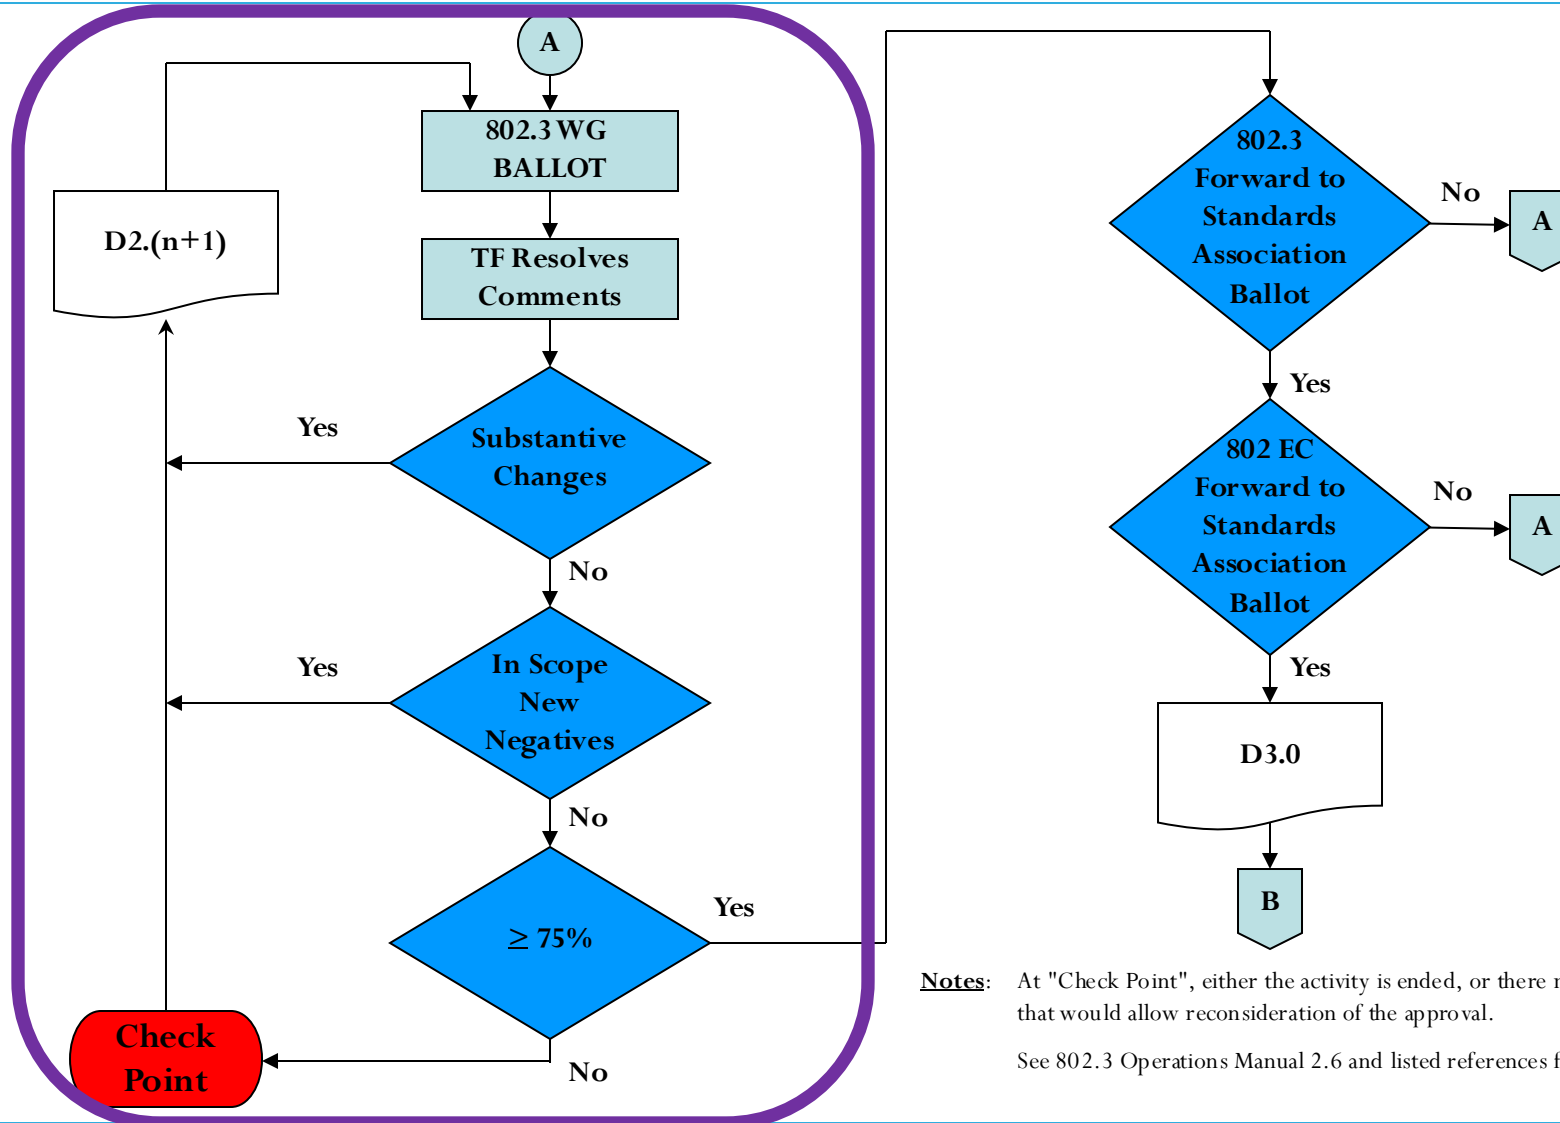 A
802.3 WG
BALLOT
D2.(n+1)
TF Resolves
Comments
Yes
Substantive
Changes
No
Yes
In Scope
New
Negatives
No
≥ 75%
Yes
Check
Point
No
802.3
Forward to
Standards
Association
Ballot
No
A
Yes
802 EC
Forward to
Standards
Association
Ballot
No
A
Yes
D3.0
B
Notes: At "Check Point", either the activity is ended, or there
that would allow reconsideration of the approval.
See 802.3 Operations Manual 2.6 and listed references